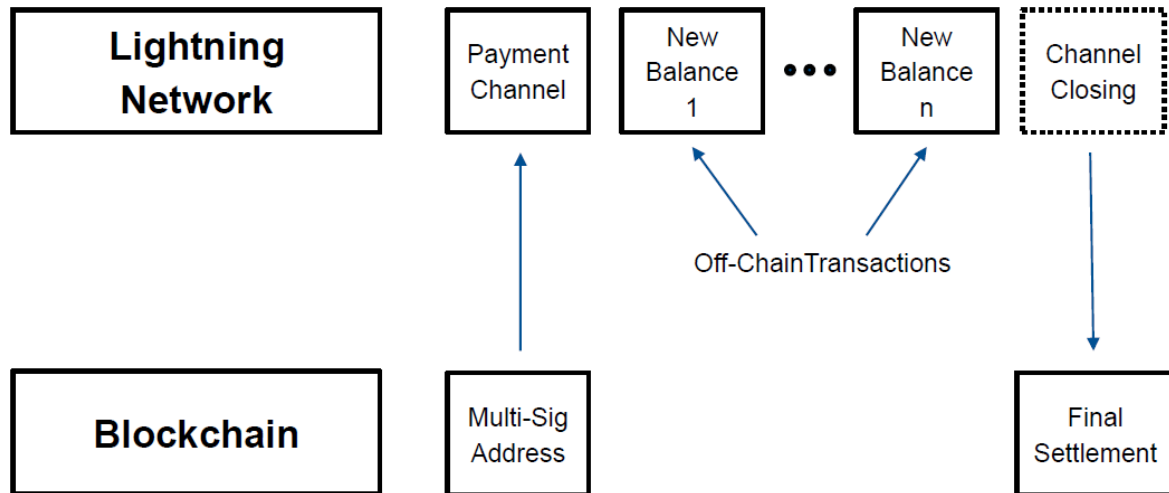 Lightning
Network
Payment
Channel
New
Balance
1
New
Balance
n
Channel
Closing
Off-ChainTransactions
Blockchain
Multi-Sig
Address
Final
Settlement